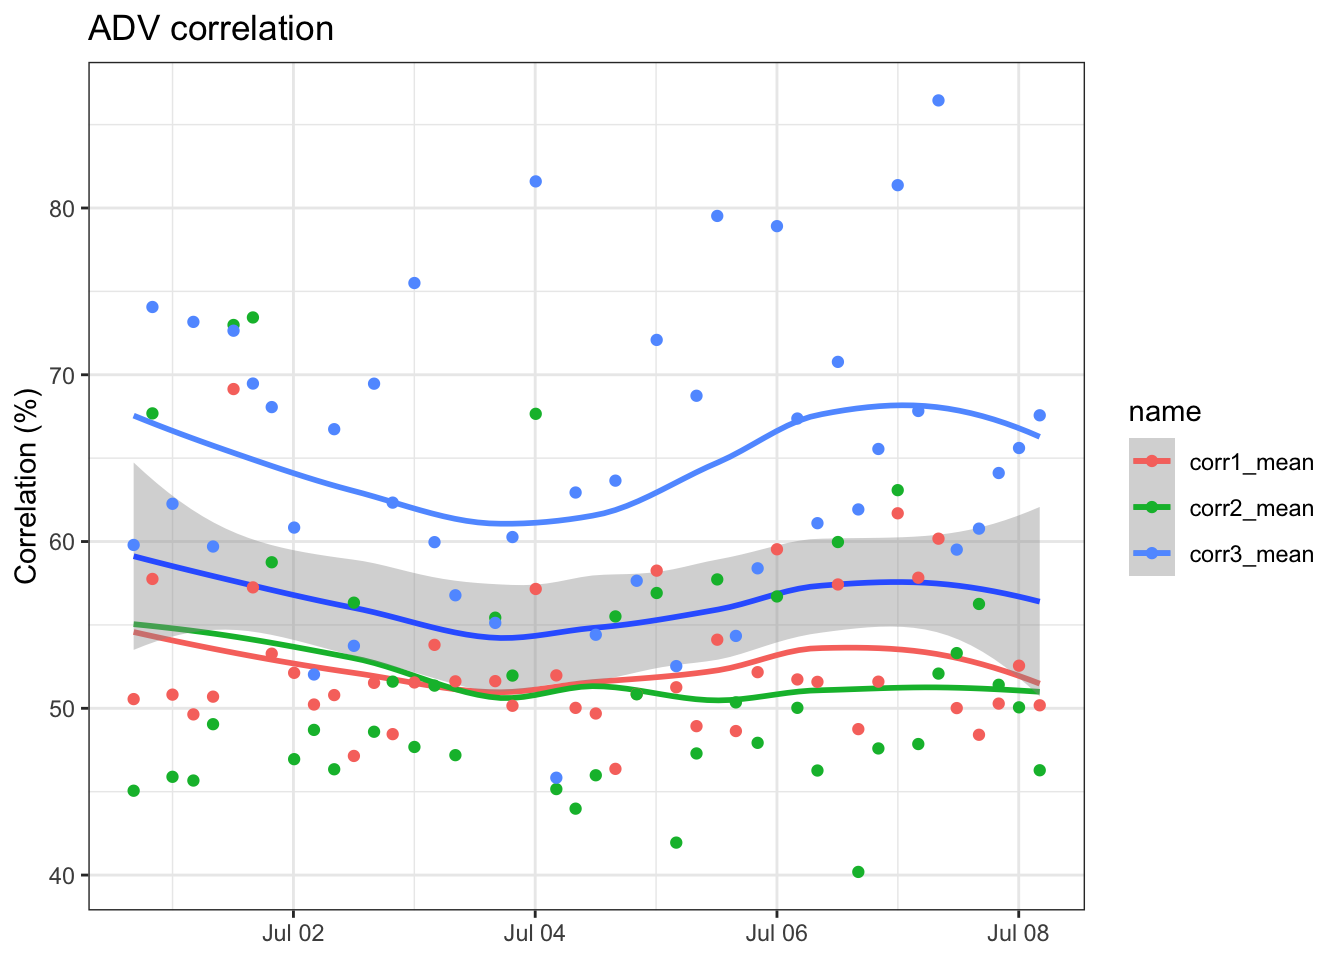 ADV correlation
Correlation (%)
80
70
60
50
40
Jul 02
Jul 04
Jul 06
Jul 08
name
corr1_mean
corr2_mean
corr3_mean